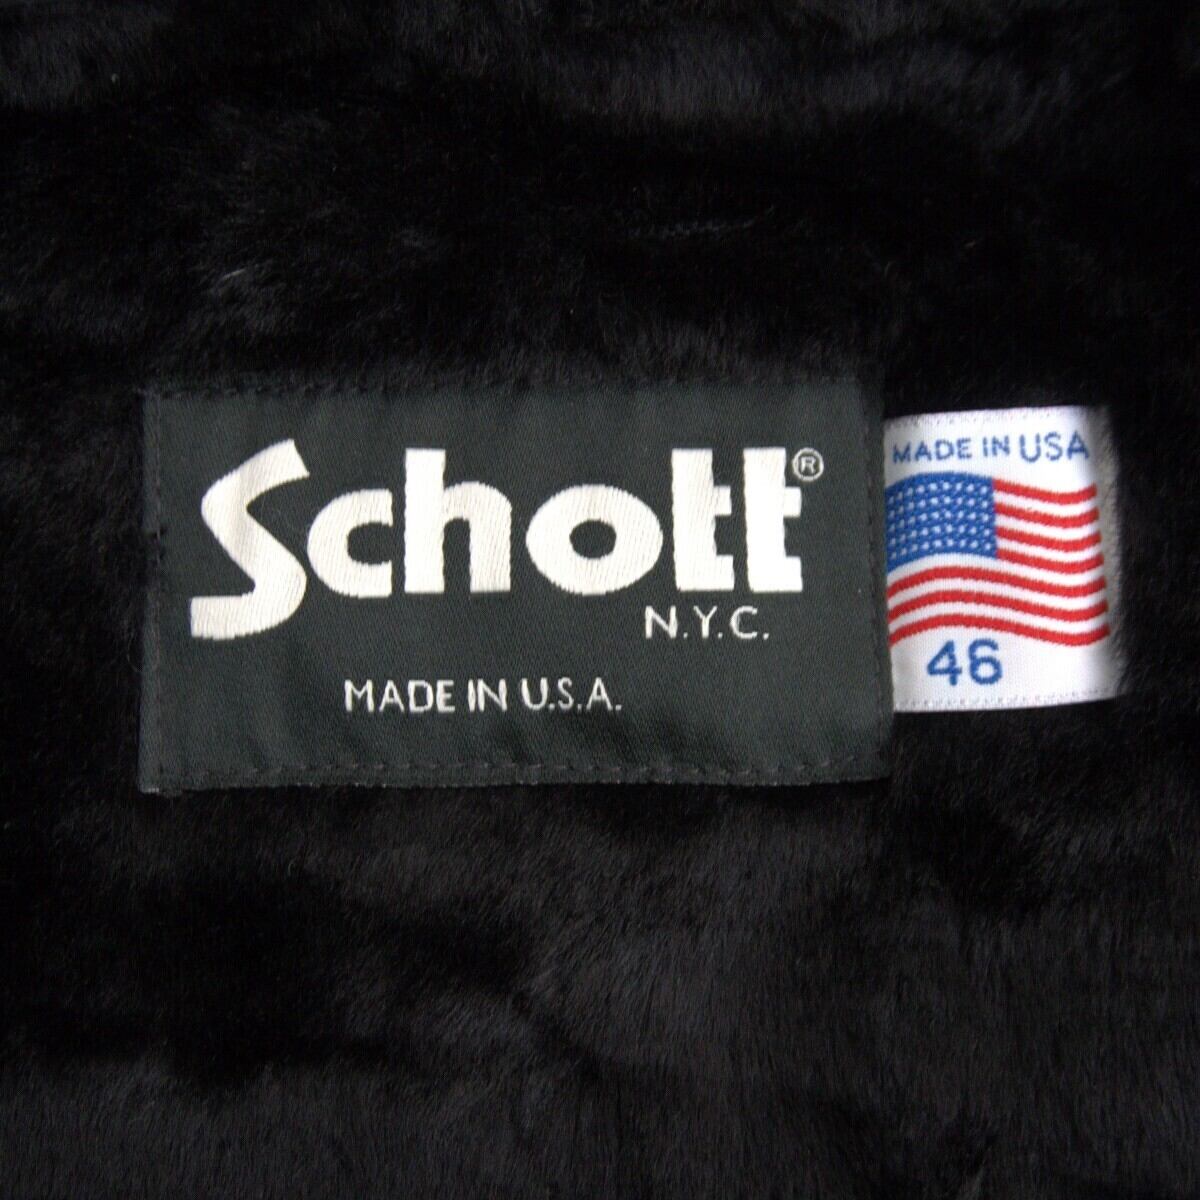 Schott®
N.Y.C.
MADE IN U.S.A.
MADE IN USA
46